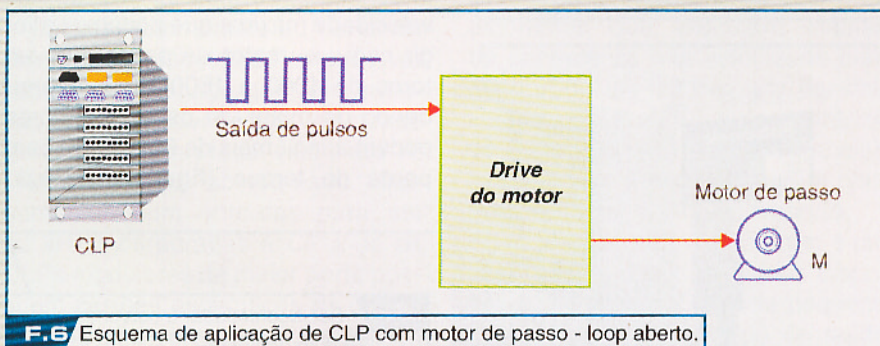 Saída de pulsos
CLP
Drive
do motor
Motor de passo
M
F.6 Esquema de aplicação de CLP com motor de passo - loop aberto.